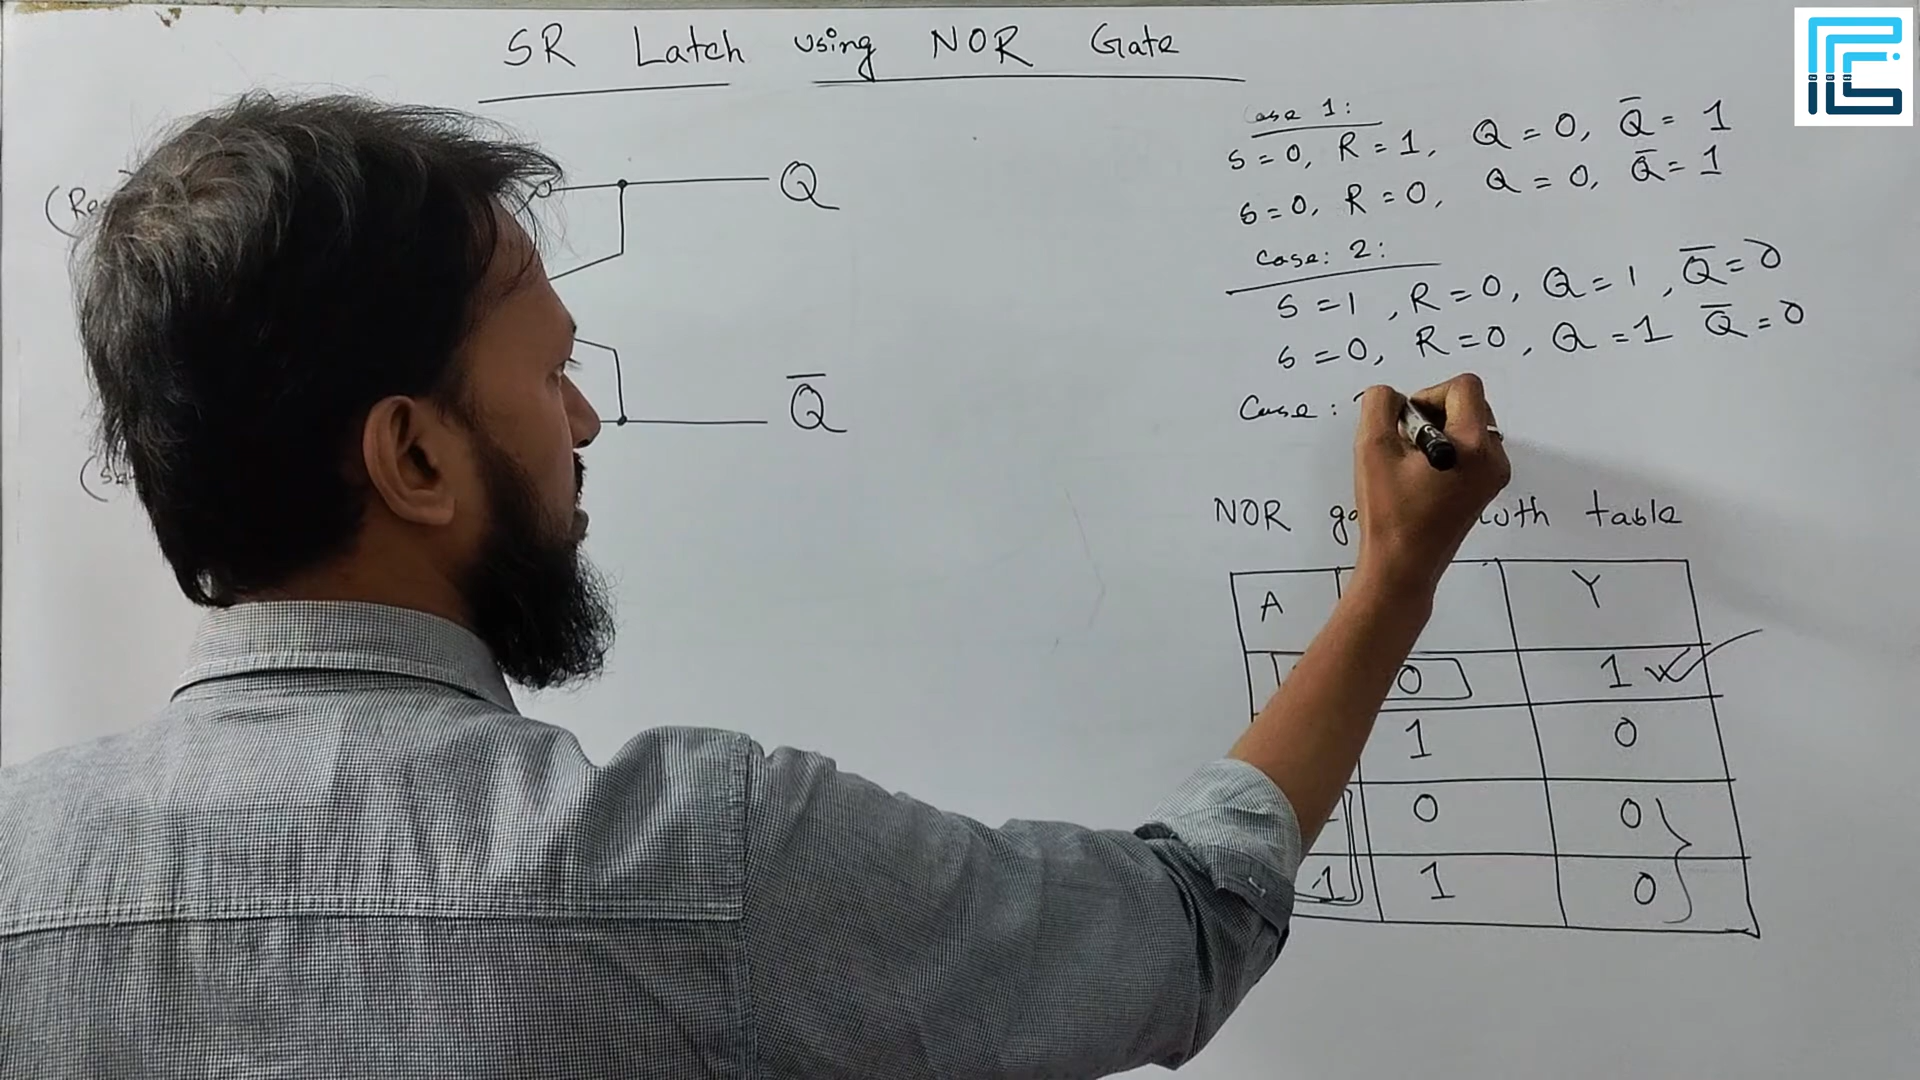 SR Latch using NOR Gate
Q
Q̅
Case 1:
S = 0, R = 1, Q = 0, Q̅ = 1
S = 0, R = 0, Q = 0, Q̅ = 1
Case: 2:
S = 1, R = 0, Q = 1, Q̅ = 0
S = 0, R = 0, Q = 1 Q̅ = 0
Case:
NOR table
A Y
0 1
1 0
0 0
1 1 0